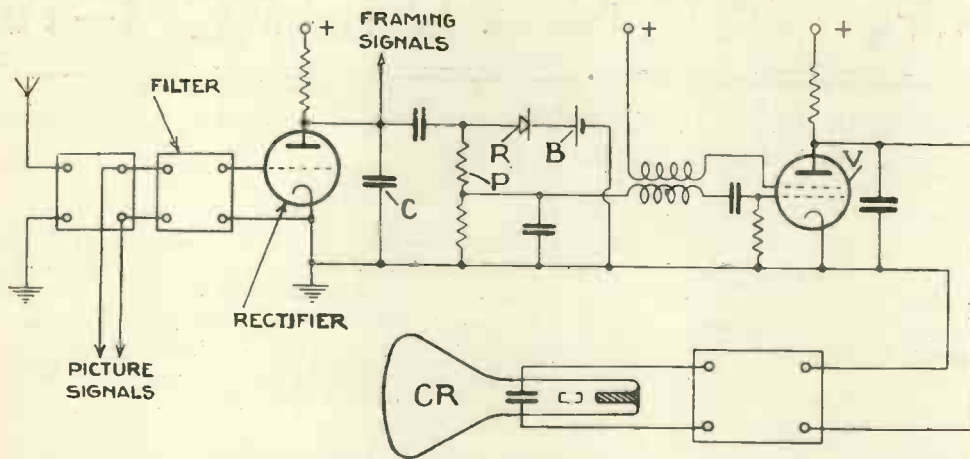 FRAMING
SIGNALS
+
+
+
FILTER
R
B
P
V
C
RECTIFIER
PICTURE
SIGNALS
CR